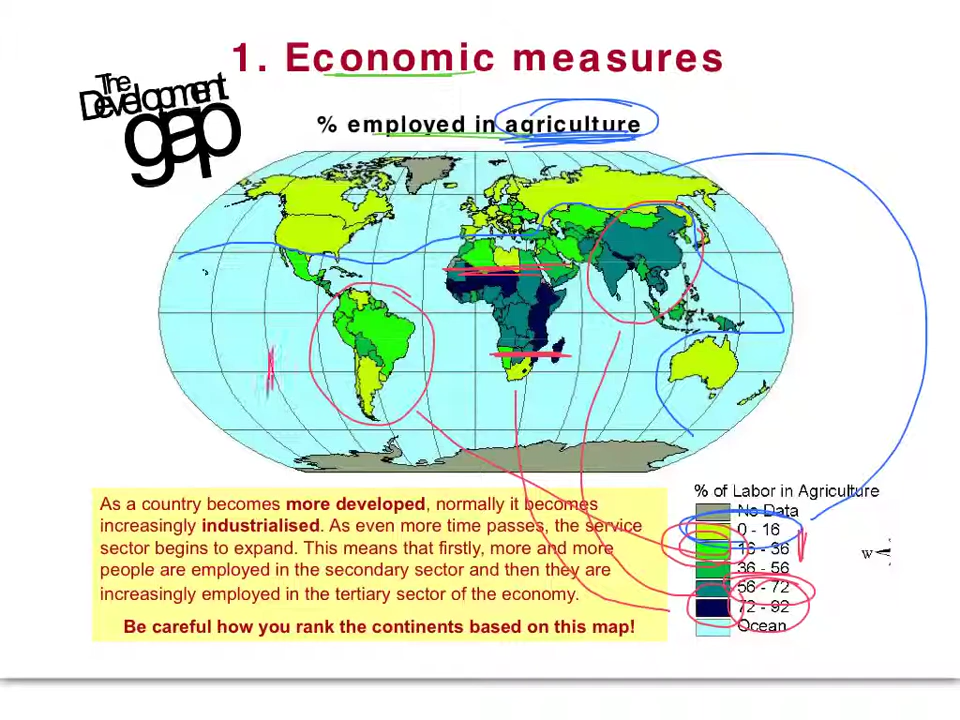 1. Economic measures
The
Development
gap
% employed in agriculture
As a country becomes more developed, normally it becomes
increasingly industrialised. As even more time passes, the service
sector begins to expand. This means that firstly, more and more
people are employed in the secondary sector and then they are
increasingly employed in the tertiary sector of the economy.
Be careful how you rank the continents based on this map!
% of Labor in Agriculture
No Data
0 - 16
16 - 36
36 - 56
56 - 72
72 - 92
Ocean
W